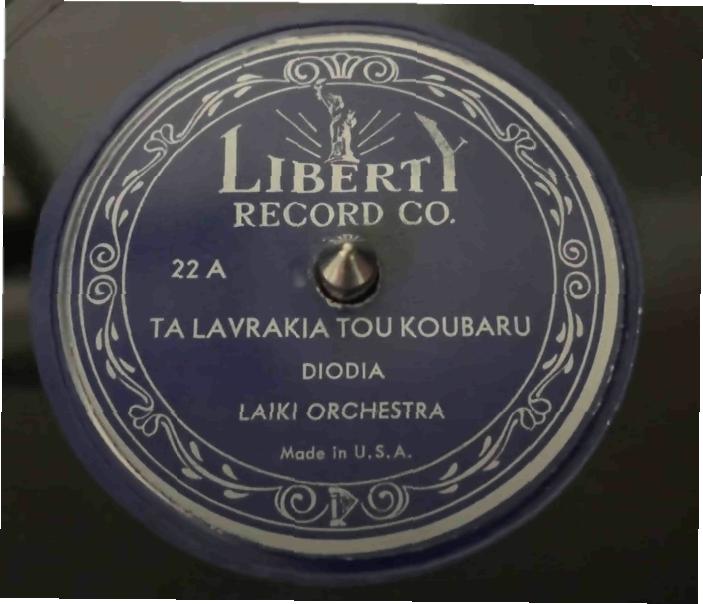 LIBERTY
RECORD CO.
22 A
TA LAVRAKIA TOU KOUBARU
DIODIA
LAIKI ORCHESTRA
Made in U.S.A.